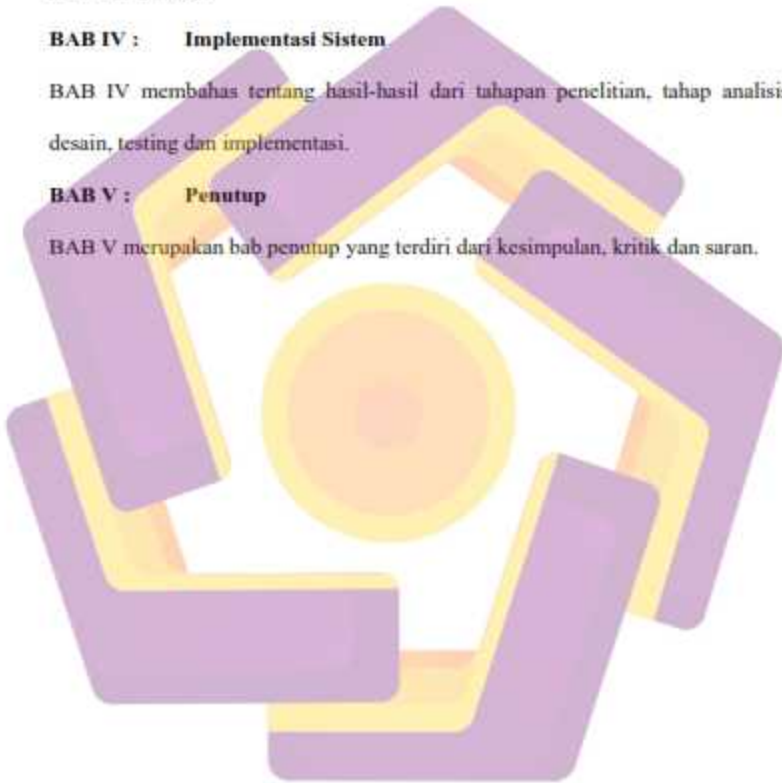 BAB IV : Implementasi Sistem
BAB IV membahas tentang hasil-hasil dari tahapan penelitian, tahap analisis
desain, testing dan implementasi.
BAB V : Penutup
BAB V merupakan bab penutup yang terdiri dari kesimpulan, kritik dan saran.